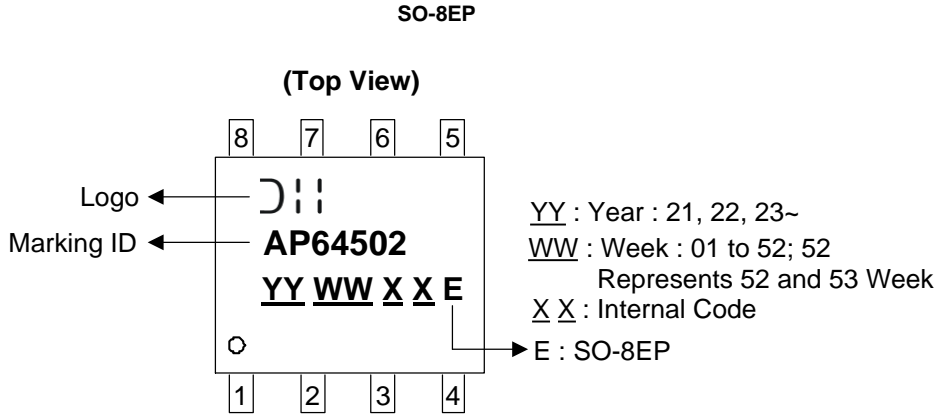 SO-8EP
(Top View)
8 7 6 5
Logo
Marking ID
AP64502
YY WW X X E
YY : Year : 21, 22, 23~
WW : Week : 01 to 52; 52
Represents 52 and 53 Week
X X : Internal Code
E : SO-8EP
1 2 3 4